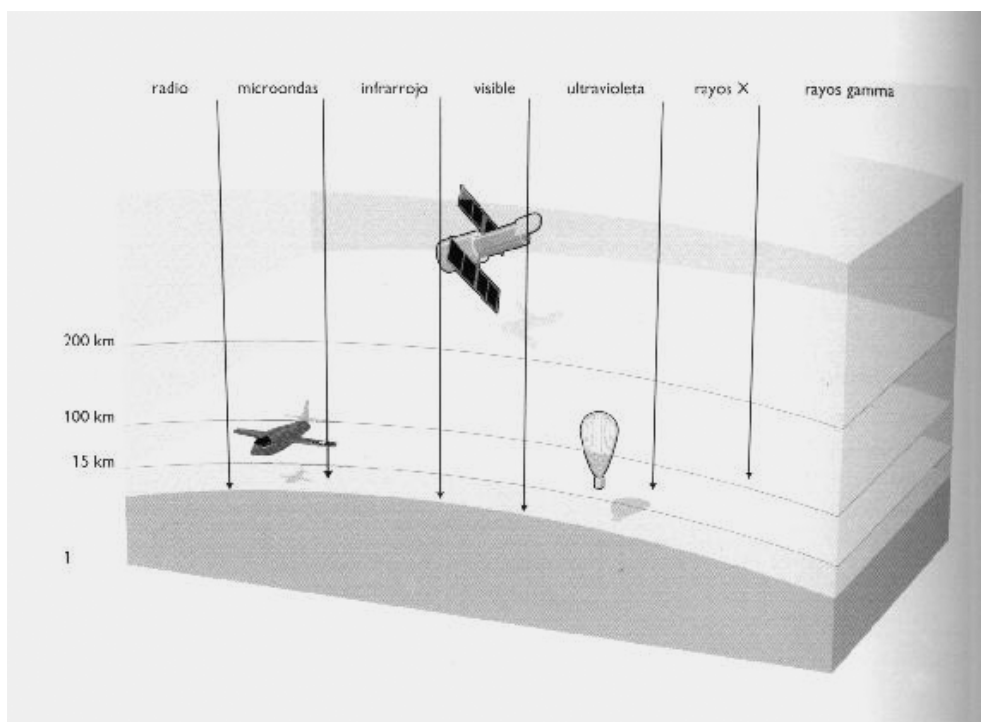 radio microondas infrarrojo visible ultravioleta rayos X rayos gamma
200 km
100 km
15 km
1